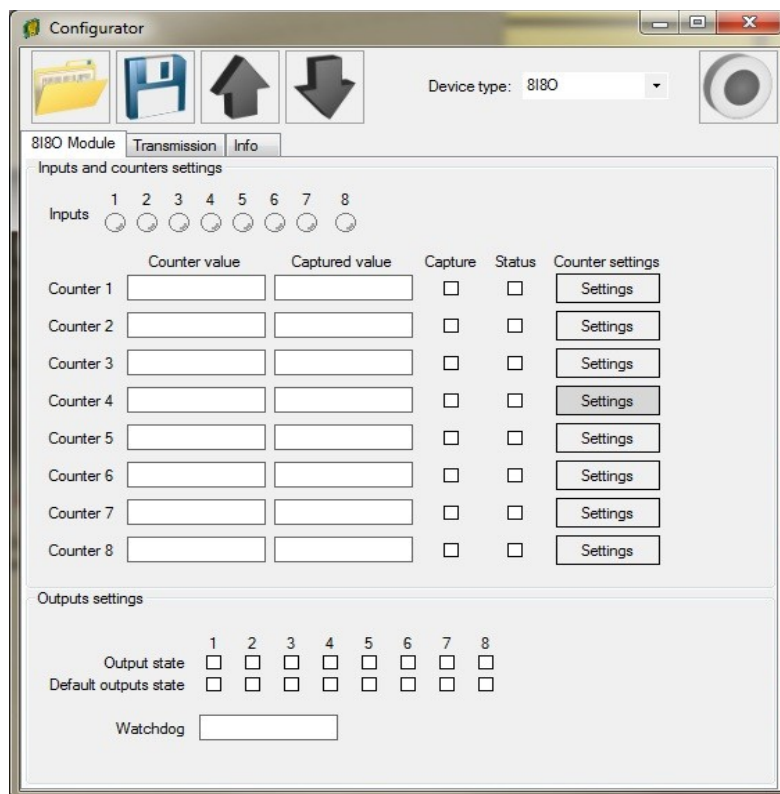 Configurator
Device type: 8I8O
8I8O Module Transmission Info
Inputs and counters settings
1 2 3 4 5 6 7 8
Inputs
Counter value Captured value Capture Status Counter settings
Counter 1 Settings
Counter 2 Settings
Counter 3 Settings
Counter 4 Settings
Counter 5 Settings
Counter 6 Settings
Counter 7 Settings
Counter 8 Settings
Outputs settings
1 2 3 4 5 6 7 8
Output state
Default outputs state
Watchdog